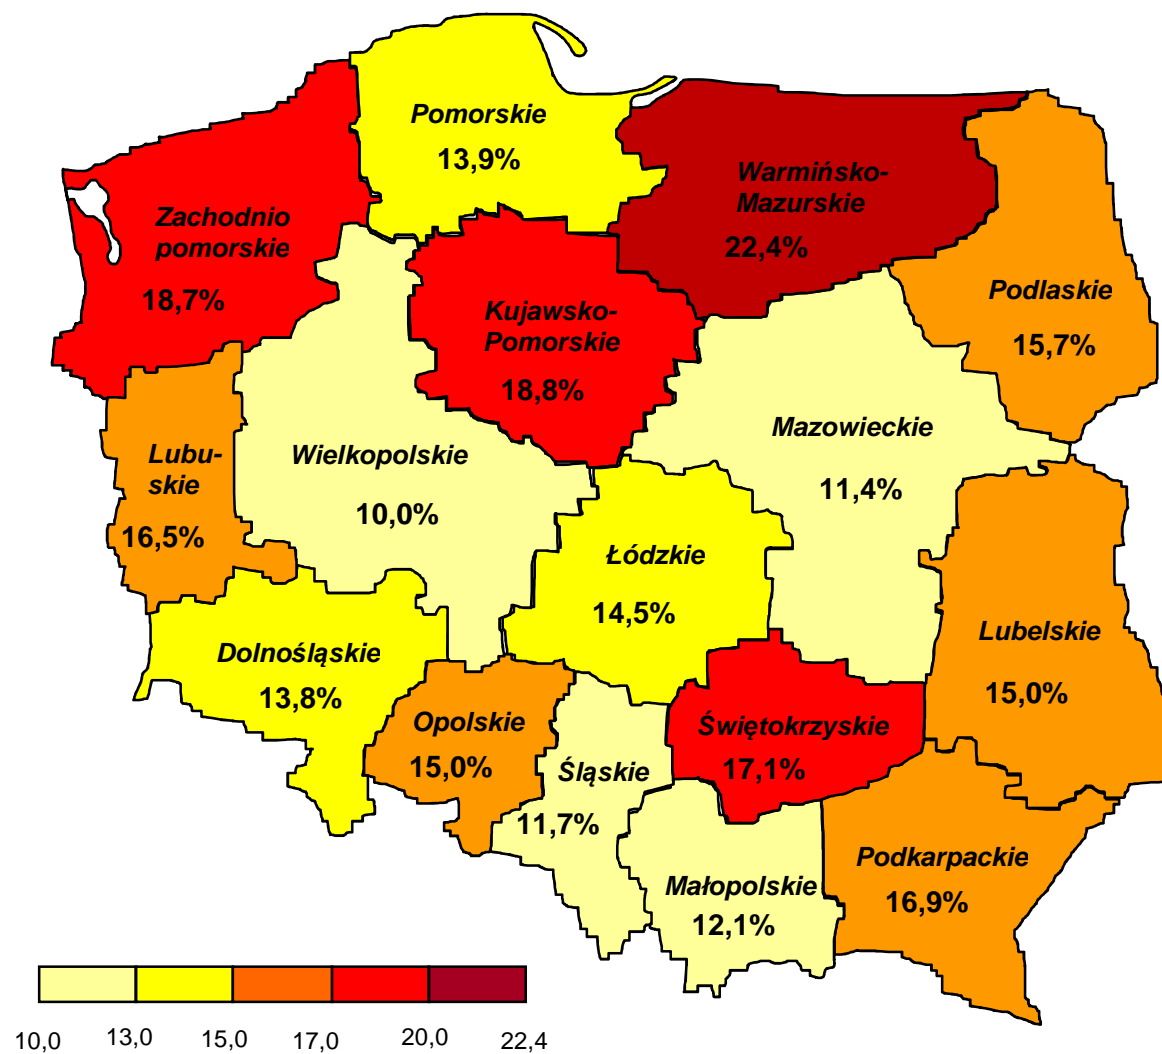 Pomorskie
13,9%
Warmińsko-
Mazurskie
22,4%
Zachodnio
pomorskie
18,7%
Podlaskie
15,7%
Kujawsko-
Pomorskie
18,8%
Mazowieckie
11,4%
Lubu-
skie
16,5%
Wielkopolskie
10,0%
Łódzkie
14,5%
Lubelskie
15,0%
Dolnośląskie
13,8%
Opolskie
15,0%
Śląskie
11,7%
Świętokrzyskie
17,1%
Małopolskie
12,1%
Podkarpackie
16,9%
10,0 13,0 15,0 17,0 20,0 22,4